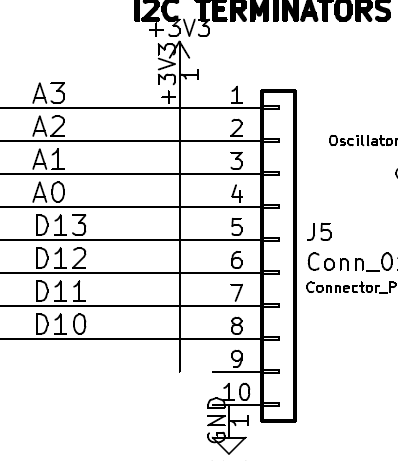 I2C TERMINATORS
+3V3
+3V3 1
A3 1
A2 2
Oscillator
A1 3
A0 4
D13 5
J5
D12 6
Conn_0
D11 7
Connector_P
D10 8
9
10
GND 1